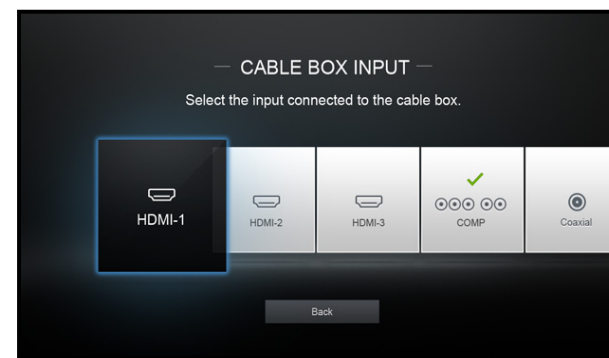 CABLE BOX INPUT
Select the input connected to the cable box.
HDMI-1
HDMI-2
HDMI-3
COMP
Coaxial
Back